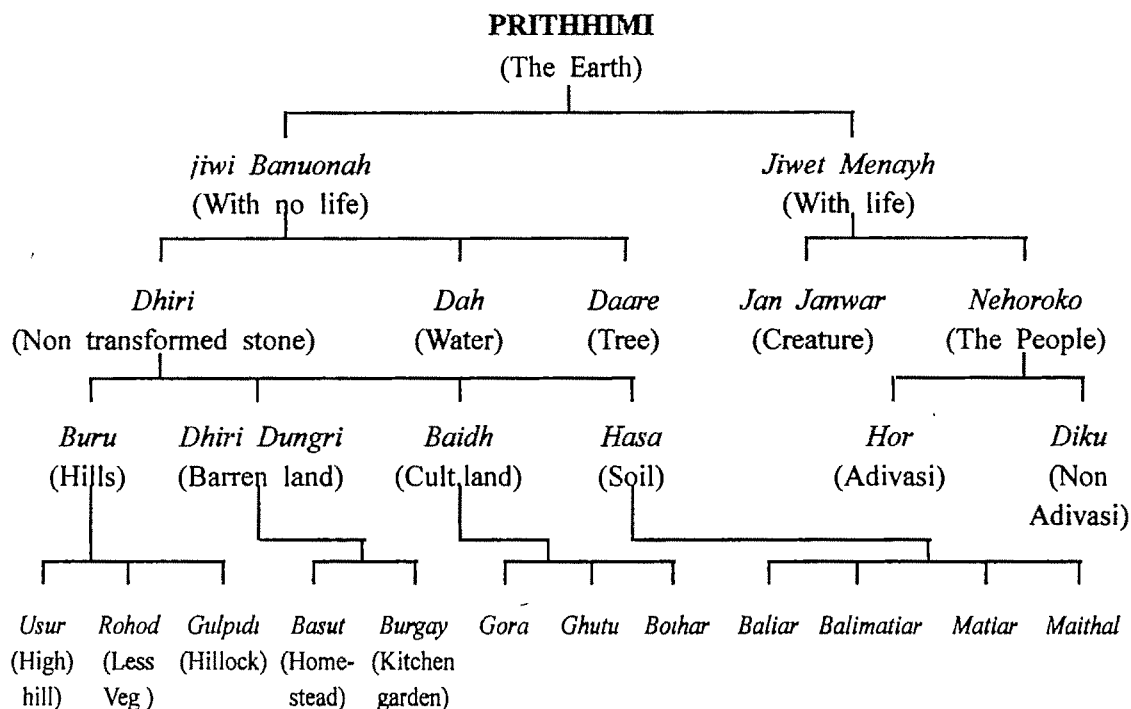 PRITHHIMI
(The Earth)
jiwi Banuonah Jiwet Menayh
(With no life) (With life)
Dhiri Dah Daare Jan Janwar Nehoroko
(Non transformed stone) (Water) (Tree) (Creature) (The People)
Buru Dhiri Dungri Baidh Hasa Hor Diku
(Hills) (Barren land) (Cult.land) (Soil) (Adivasi) (Non
Adivasi)
Usur Rohod Gulpidi Basut Burgay Gora Ghutu Bothar Baliar Balimatiar Matiar Maithal
(High) (Less (Hillock) (Home- (Kitchen
hill) Veg ) stead) garden)